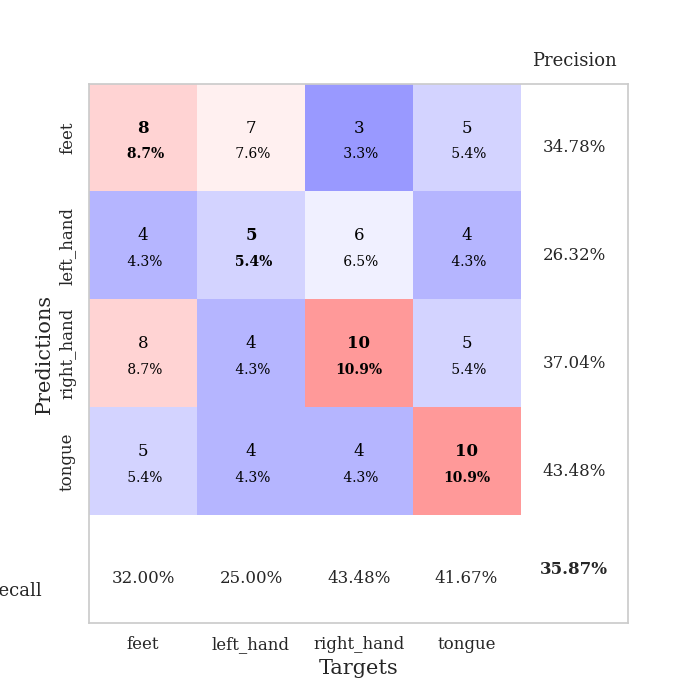 Precision
feet
8 7 3 5
8.7% 7.6% 3.3% 5.4%
34.78%
left_hand
4 5 6 4
4.3% 5.4% 6.5% 4.3%
26.32%
Predictions
right_hand
8 4 10 5
8.7% 4.3% 10.9% 5.4%
37.04%
tongue
5 4 4 10
5.4% 4.3% 4.3% 10.9%
43.48%
ecall
32.00% 25.00% 43.48% 41.67% 35.87%
feet left_hand right_hand tongue
Targets